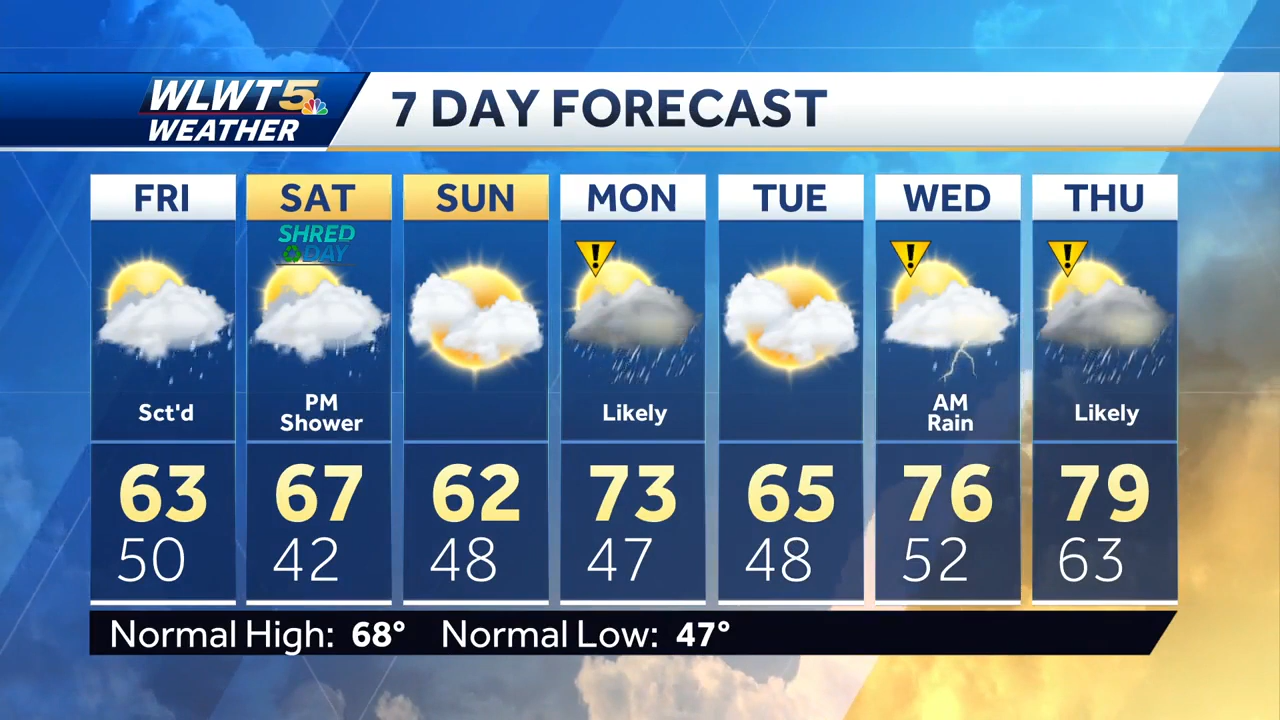 WLWT5
WEATHER
7 DAY FORECAST
FRI SAT SUN MON TUE WED THU
SHRED
DAY
! ! !
Sct'd PM Shower Likely AM Rain Likely
63 67 62 73 65 76 79
50 42 48 47 48 52 63
Normal High: 68° Normal Low: 47°